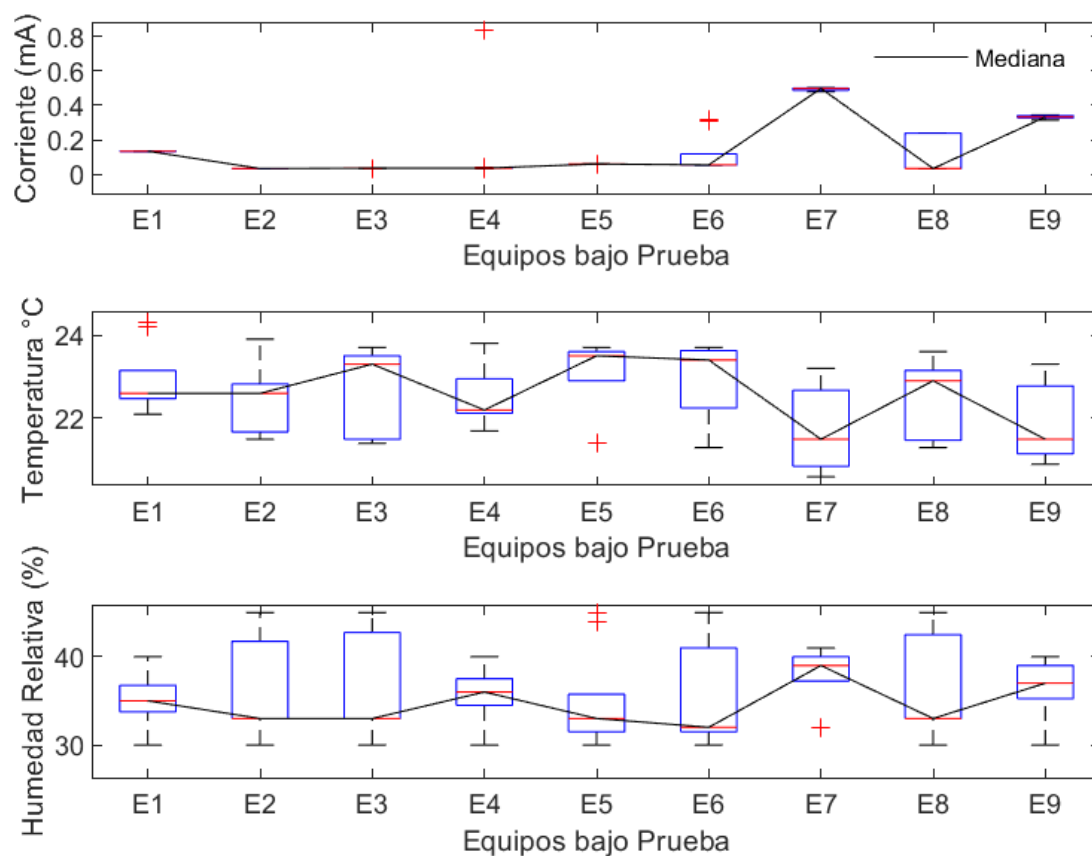 Corriente (mA)
0.8
0.6
0.4
0.2
0
Mediana
E1 E2 E3 E4 E5 E6 E7 E8 E9
Equipos bajo Prueba
Temperatura °C
24
22
E1 E2 E3 E4 E5 E6 E7 E8 E9
Equipos bajo Prueba
Humedad Relativa (%)
40
30
E1 E2 E3 E4 E5 E6 E7 E8 E9
Equipos bajo Prueba